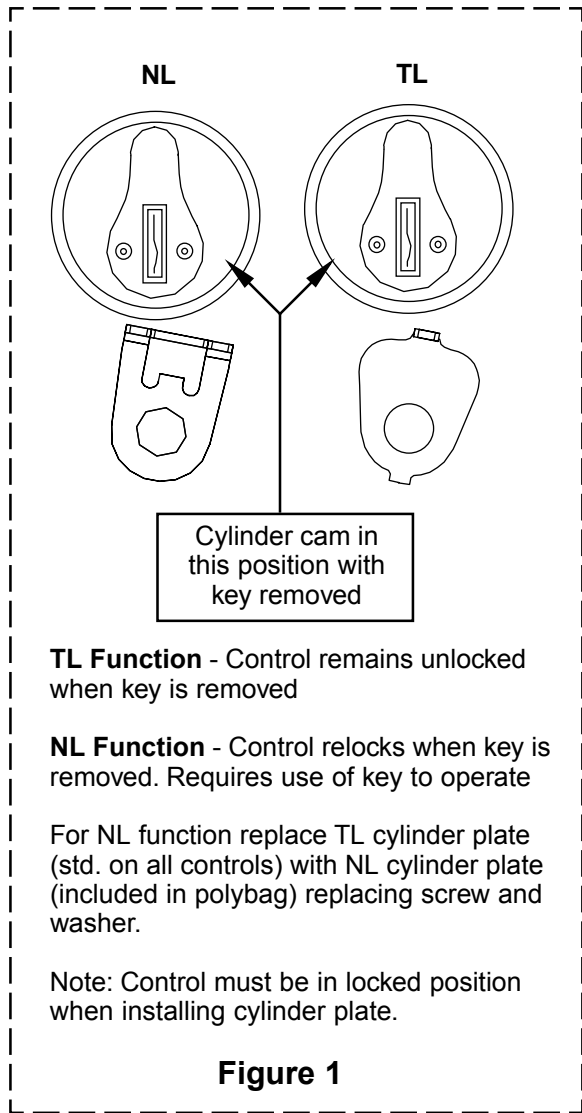 NL TL
Cylinder cam in
this position with
key removed
TL Function - Control remains unlocked
when key is removed
NL Function - Control relocks when key is
removed. Requires use of key to operate
For NL function replace TL cylinder plate
(std. on all controls) with NL cylinder plate
(included in polybag) replacing screw and
washer.
Note: Control must be in locked position
when installing cylinder plate.
Figure 1